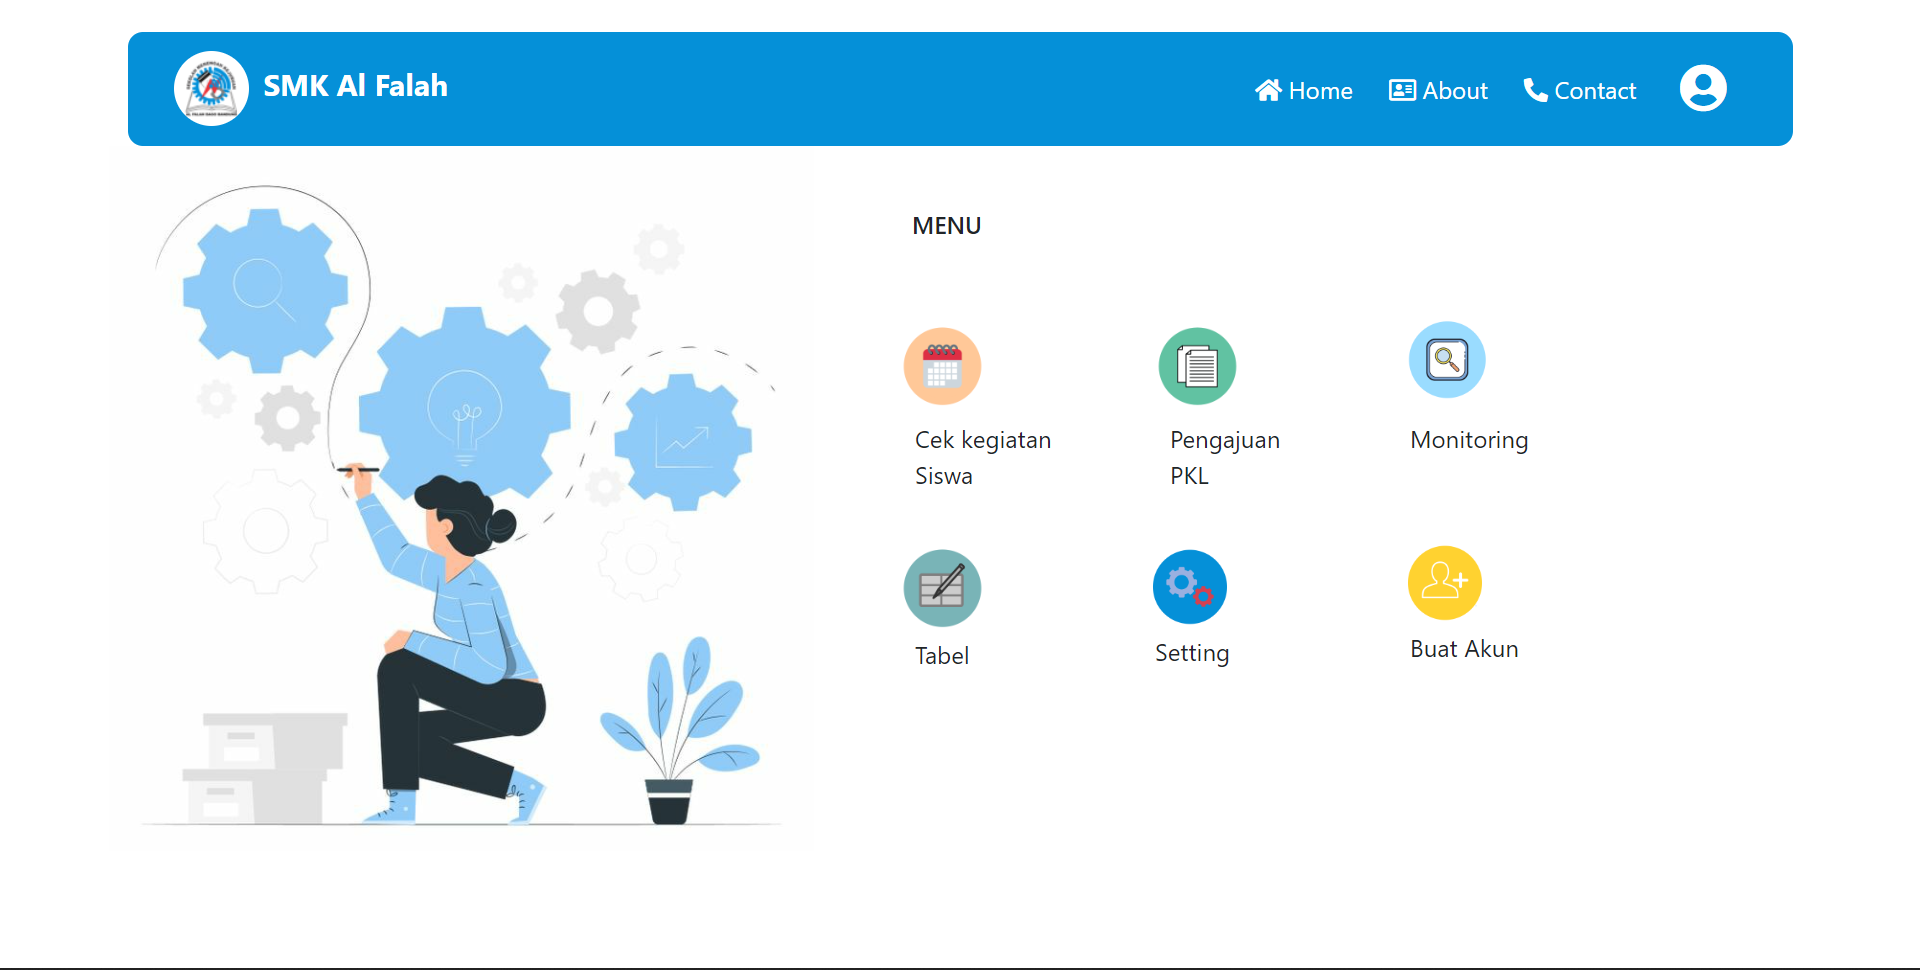 SMK Al Falah
Home
About
Contact
MENU
Cek kegiatan
Siswa
Pengajuan
PKL
Monitoring
Tabel
Setting
Buat Akun